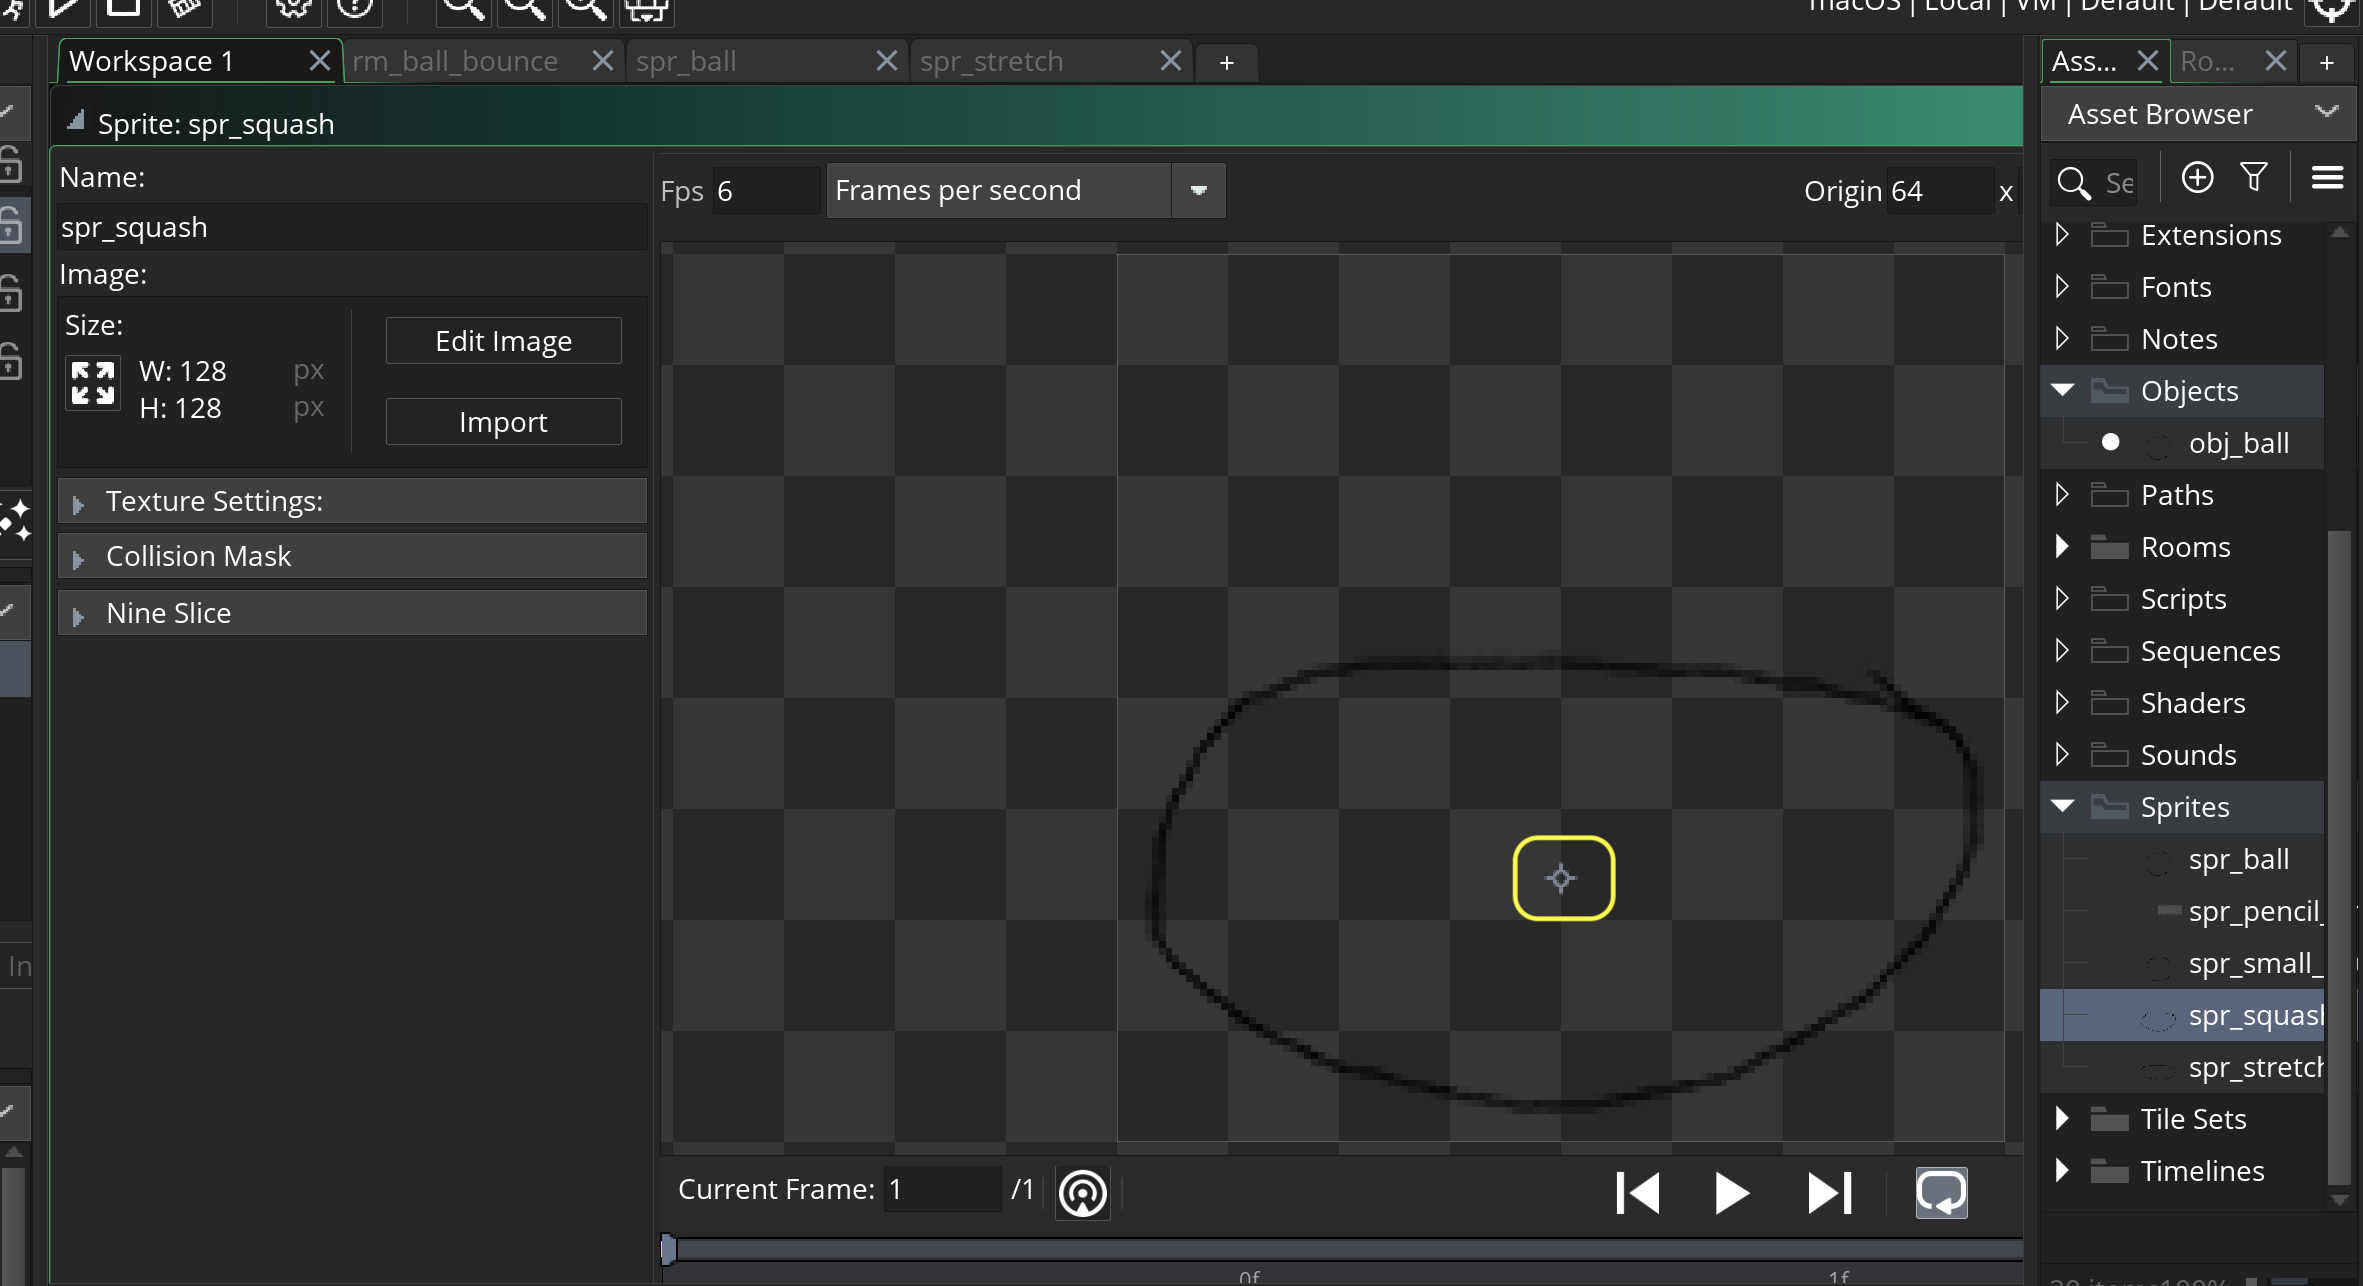 macOS | Local | VM | Default | Default
Workspace 1
rm_ball_bounce
spr_ball
spr_stretch
+
Ass...
Ro...
+
Sprite: spr_squash
Asset Browser
Name:
spr_squash
Fps 6
Frames per second
Origin 64 x
Se
Image:
Size:
W: 128 px
H: 128 px
Edit Image
Import
Texture Settings:
Collision Mask
Nine Slice
Extensions
Fonts
Notes
Objects
obj_ball
Paths
Rooms
Scripts
Sequences
Shaders
Sounds
Sprites
spr_ball
spr_pencil_
spr_small_
spr_squash
spr_stretch
Tile Sets
Timelines
In
Current Frame: 1 /1
0f
1f